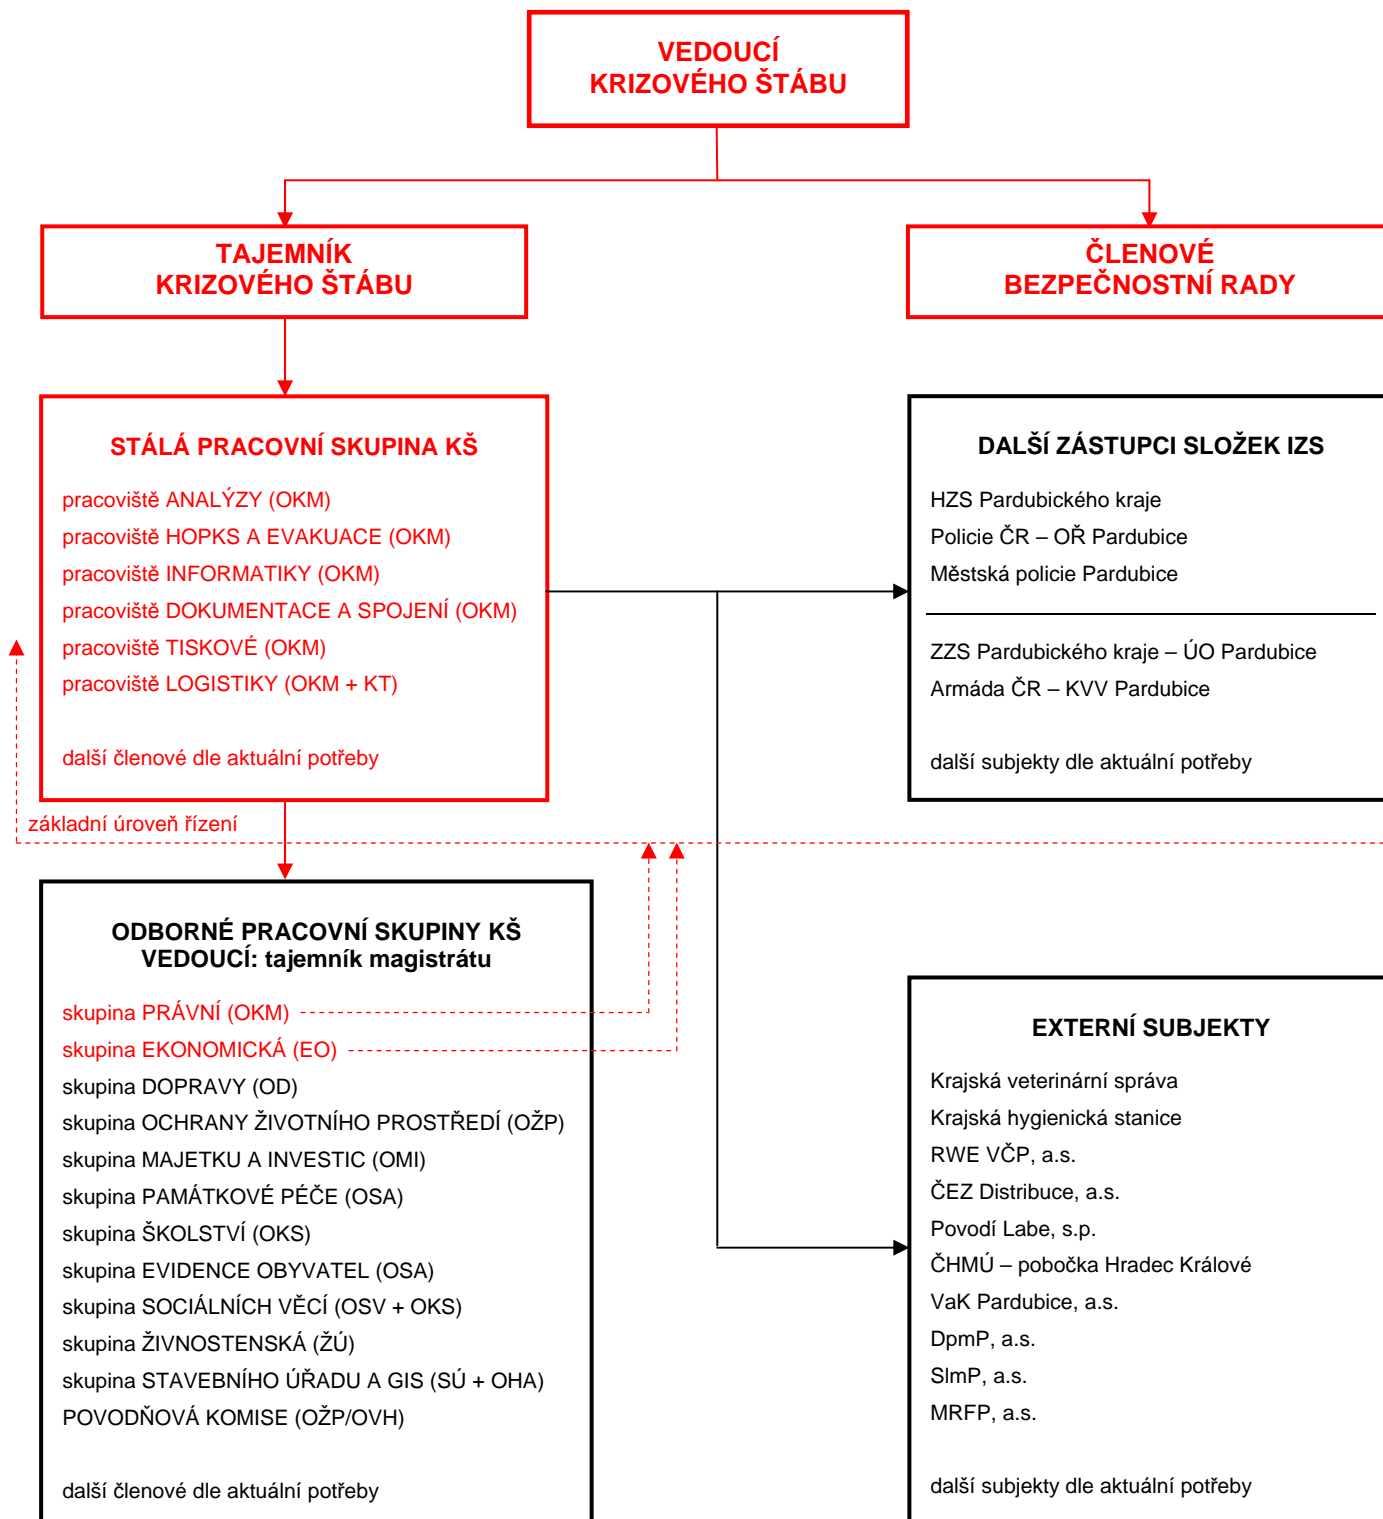 VEDOUCÍ
KRIZOVÉHO ŠTÁBU
TAJEMNÍK
KRIZOVÉHO ŠTÁBU
ČLENOVÉ
BEZPEČNOSTNÍ RADY
STÁLÁ PRACOVNÍ SKUPINA KŠ
pracoviště ANALÝZY (OKM)
pracoviště HOPKS A EVAKUACE (OKM)
pracoviště INFORMATIKY (OKM)
pracoviště DOKUMENTACE A SPOJENÍ (OKM)
pracoviště TISKOVÉ (OKM)
pracoviště LOGISTIKY (OKM + KT)
další členové dle aktuální potřeby
DALŠÍ ZÁSTUPCI SLOŽEK IZS
HZS Pardubického kraje
Policie ČR – OŘ Pardubice
Městská policie Pardubice
ZZS Pardubického kraje – ÚO Pardubice
Armáda ČR – KVV Pardubice
další subjekty dle aktuální potřeby
základní úroveň řízení
ODBORNÉ PRACOVNÍ SKUPINY KŠ
VEDOUCÍ: tajemník magistrátu
skupina PRÁVNÍ (OKM)
skupina EKONOMICKÁ (EO)
skupina DOPRAVY (OD)
skupina OCHRANY ŽIVOTNÍHO PROSTŘEDÍ (OŽP)
skupina MAJETKU A INVESTIC (OMI)
skupina PAMÁTKOVÉ PÉČE (OSA)
skupina ŠKOLSTVÍ (OKS)
skupina EVIDENCE OBYVATEL (OSA)
skupina SOCIÁLNÍCH VĚCÍ (OSV + OKS)
skupina ŽIVNOSTENSKÁ (ŽÚ)
skupina STAVEBNÍHO ÚŘADU A GIS (SÚ + OHA)
POVODŇOVÁ KOMISE (OŽP/OVH)
další členové dle aktuální potřeby
EXTERNÍ SUBJEKTY
Krajská veterinární správa
Krajská hygienická stanice
RWE VČP, a.s.
ČEZ Distribuce, a.s.
Povodí Labe, s.p.
ČHMÚ – pobočka Hradec Králové
VaK Pardubice, a.s.
DpmP, a.s.
SlmP, a.s.
MRFP, a.s.
další subjekty dle aktuální potřeby